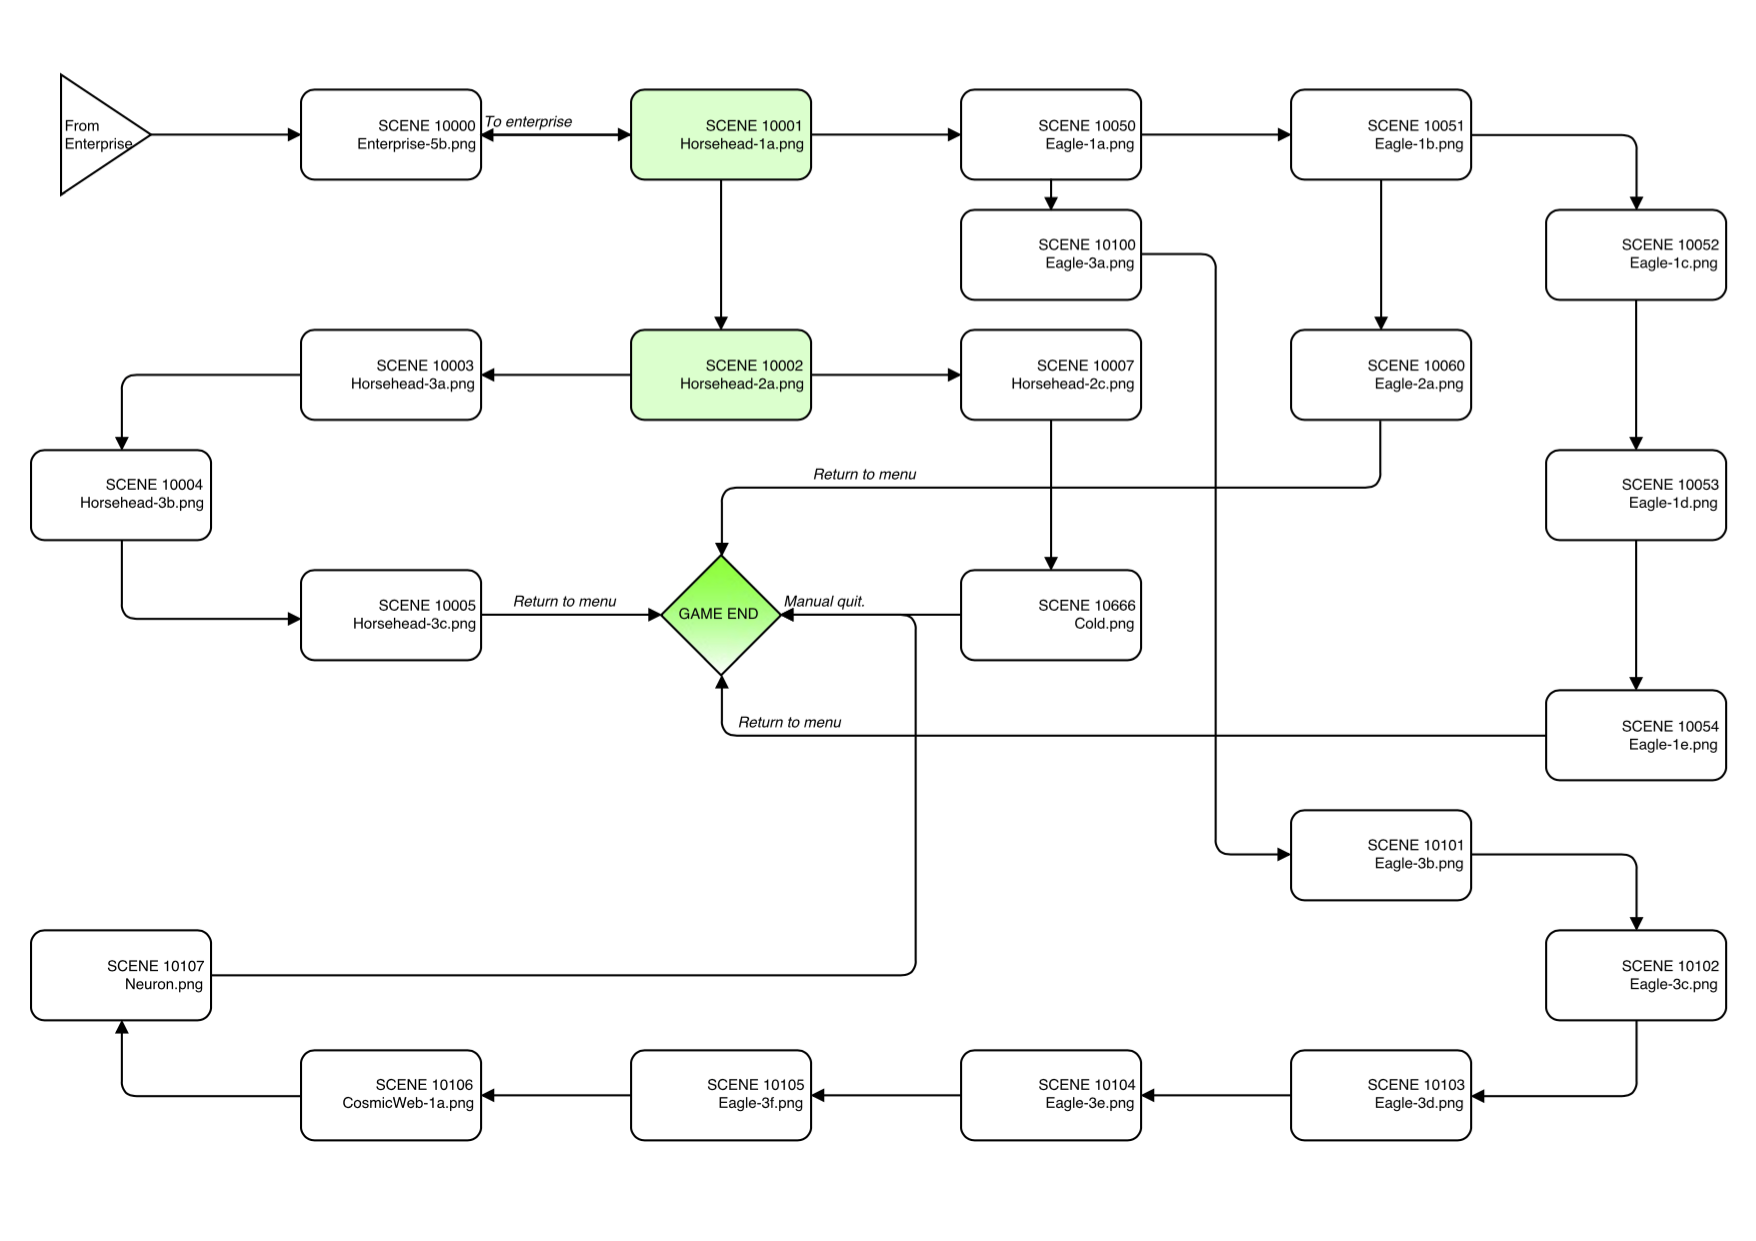 From
Enterprise
SCENE 10000
Enterprise-5b.png
To enterprise
SCENE 10001
Horsehead-1a.png
SCENE 10050
Eagle-1a.png
SCENE 10051
Eagle-1b.png
SCENE 10100
Eagle-3a.png
SCENE 10052
Eagle-1c.png
SCENE 10003
Horsehead-3a.png
SCENE 10002
Horsehead-2a.png
SCENE 10007
Horsehead-2c.png
SCENE 10060
Eagle-2a.png
Return to menu
SCENE 10004
Horsehead-3b.png
SCENE 10053
Eagle-1d.png
SCENE 10005
Horsehead-3c.png
Return to menu
GAME END
Manual quit.
SCENE 10666
Cold.png
Return to menu
SCENE 10054
Eagle-1e.png
SCENE 10101
Eagle-3b.png
SCENE 10107
Neuron.png
SCENE 10102
Eagle-3c.png
SCENE 10106
CosmicWeb-1a.png
SCENE 10105
Eagle-3f.png
SCENE 10104
Eagle-3e.png
SCENE 10103
Eagle-3d.png